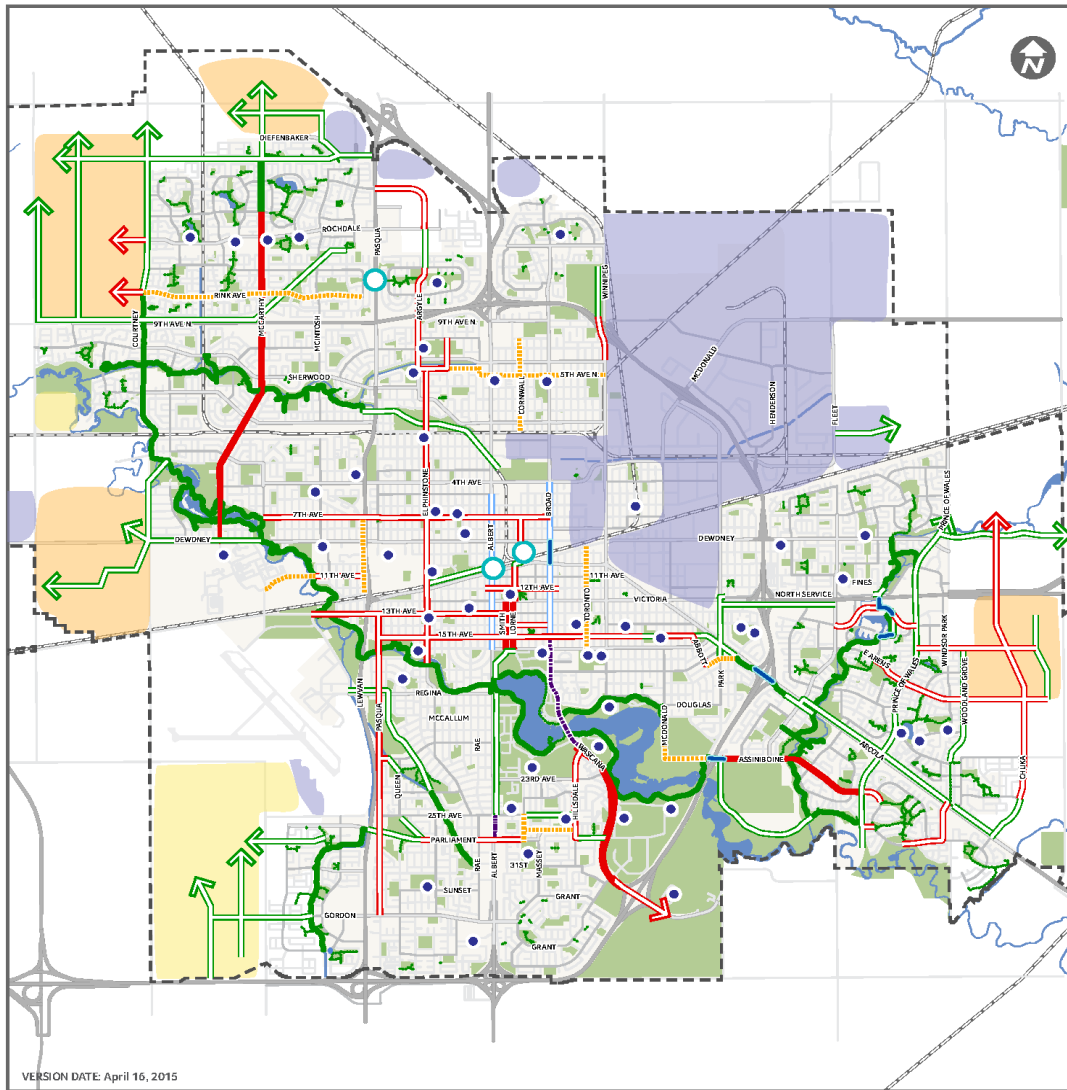 N
DIEFENBAKER
ROCHDALE
PASQUA
RINK AVE
COURTNEY
MCCARTHY
MCINTOSH
ARGYLE
WINNIPEG
9TH AVE N.
9TH AVE N.
SHERWOOD
5TH AVE N.
CORNWALL
MCDONALD
HENDERSON
FLEET
ELPHINSTONE
4TH AVE
ALBERT
BROAD
7TH AVE
DEWDNEY
DEWDNEY
PRINCE OF WALES
11TH AVE
11TH AVE
12TH AVE
TORONTO
VICTORIA
FINES
NORTH SERVICE
13TH AVE
SMITH
LORNE
15TH AVE
ABBOTT
PARK
E ARENS
PRINCE OF WALES
WINDSOR PARK
WOODLAND GROVE
LEWVAN
PASQUA
REGINA
MCCALLUM
RAE
DOUGLAS
MCDONALD
WASCANA
ASSINIBOINE
ARCOLA
CHUKA
QUEEN
23RD AVE
HILLSDALE
25TH AVE
PARLIAMENT
RAE
ALBERT
31ST
MASSEY
SUNSET
GRANT
GORDON
GRANT
VERSION DATE: April 16, 2015